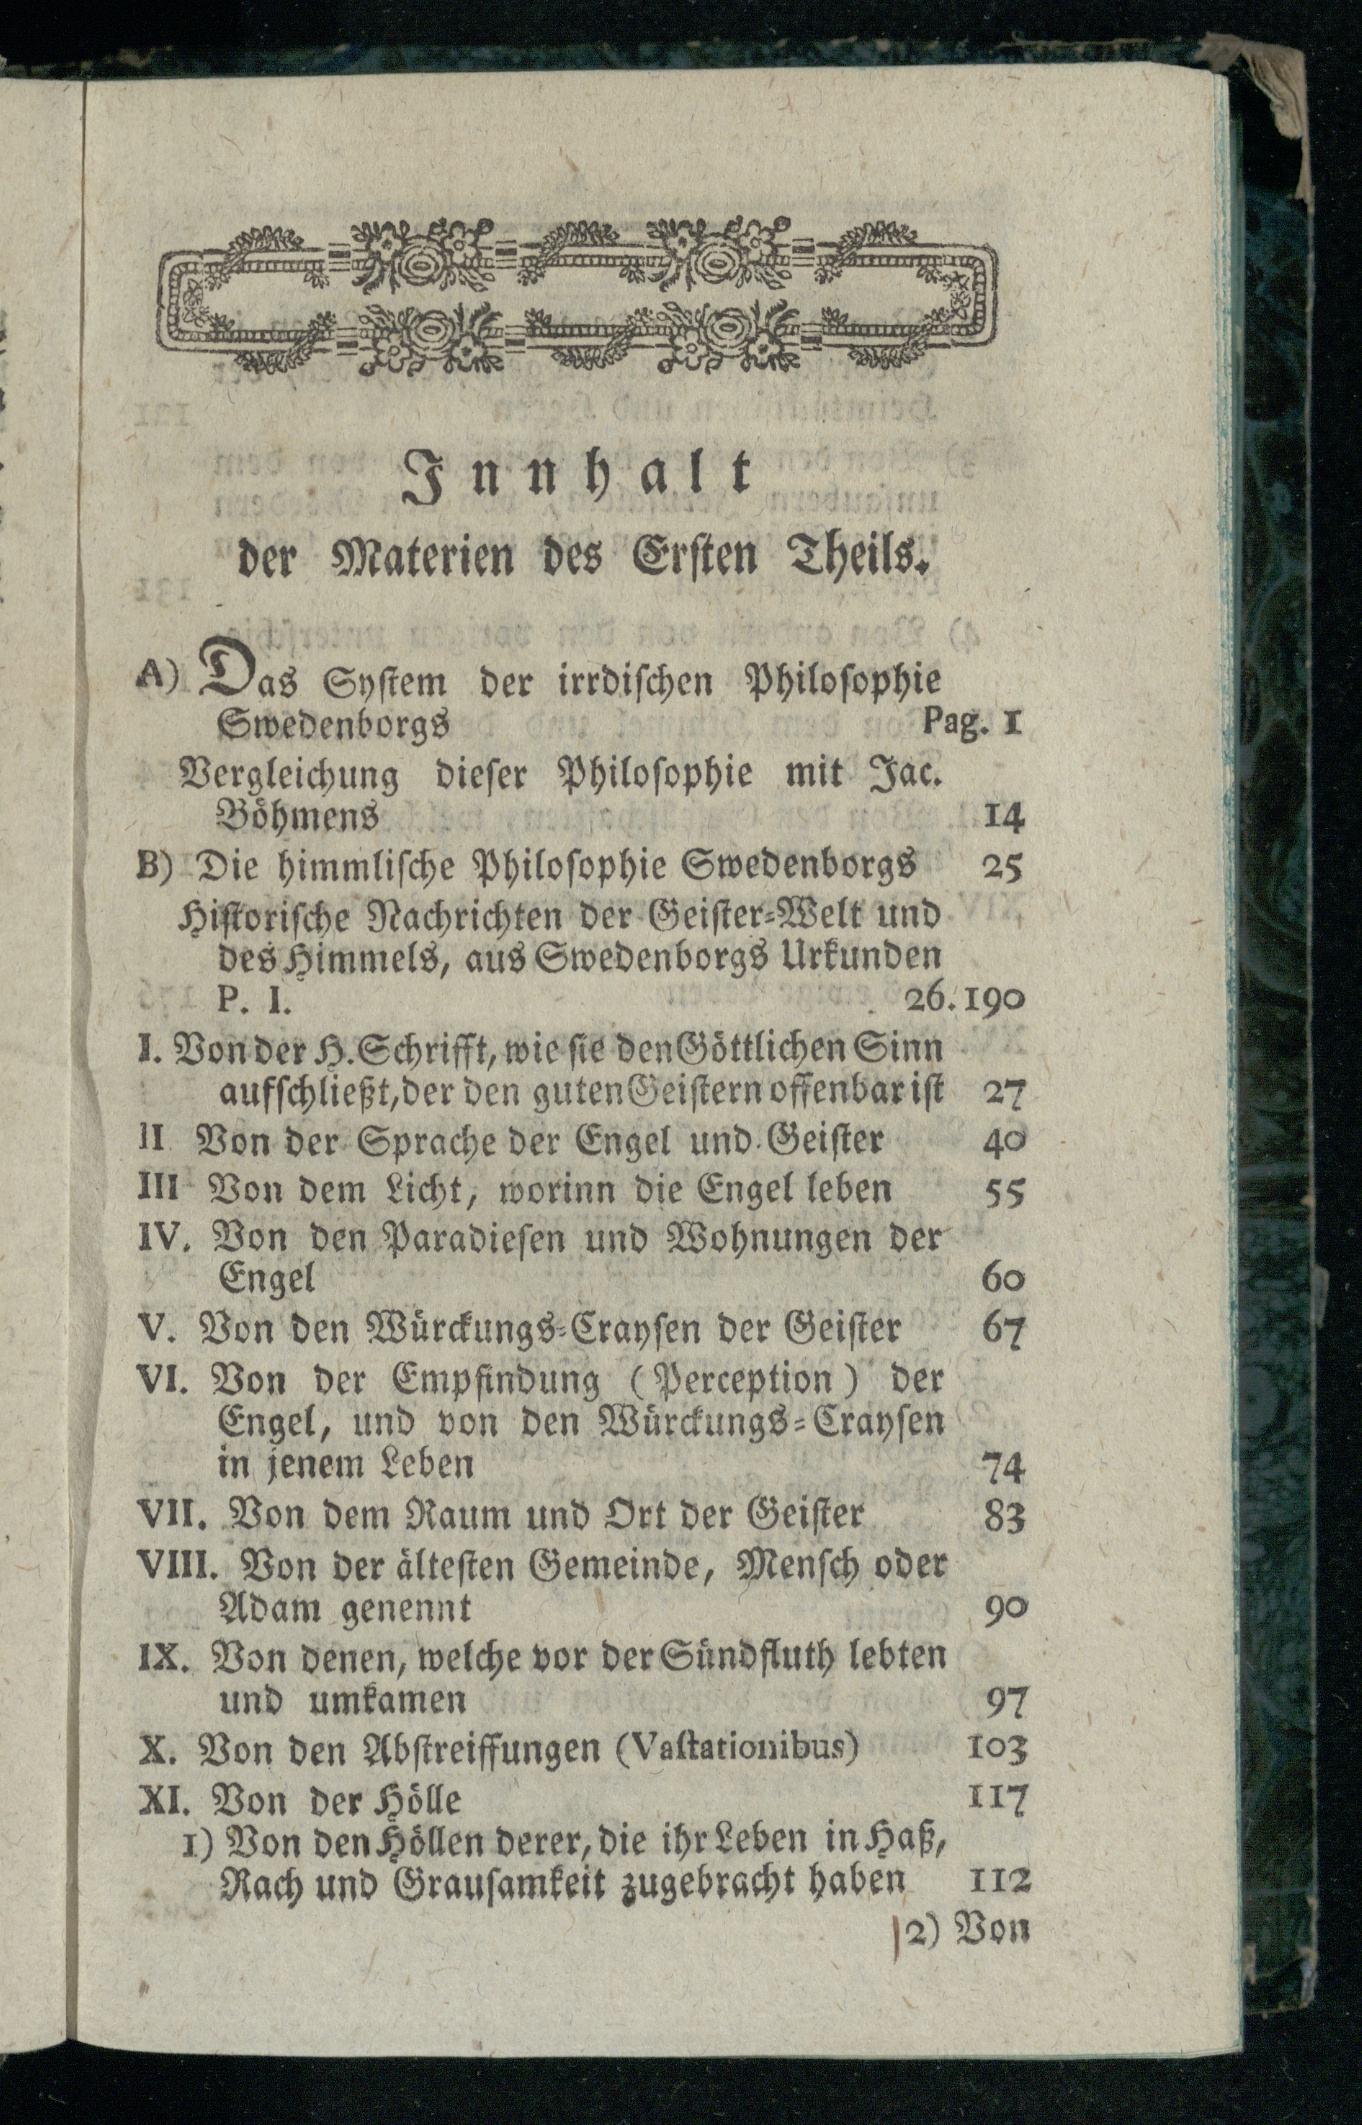 Innhalt
der Materien des Ersten Theils.
A) Das System der irrdischen Philosophie
Swedenborgs Pag. 1
Vergleichung dieser Philosophie mit Jac.
Böhmens 14
B) Die himmlische Philosophie Swedenborgs 25
Historische Nachrichten der Geister-Welt und
des Himmels, aus Swedenborgs Urkunden
P. I. 26.190
I. Von der H. Schrifft, wie sie den Göttlichen Sinn
aufschließt, der den guten Geistern offenbar ist 27
II Von der Sprache der Engel und Geister 40
III Von dem Licht, worinn die Engel leben 55
IV. Von den Paradiesen und Wohnungen der
Engel 60
V. Von den Würckungs-Craysen der Geister 67
VI. Von der Empfindung (Perception) der
Engel, und von den Würckungs-Craysen
in jenem Leben 74
VII. Von dem Raum und Ort der Geister 83
VIII. Von der ältesten Gemeinde, Mensch oder
Adam genennt 90
IX. Von denen, welche vor der Sündfluth lebten
und umkamen 97
X. Von den Abstreiffungen (Vastationibus) 103
XI. Von der Hölle 117
1) Von den Höllen derer, die ihr Leben in Haß,
Rach und Grausamkeit zugebracht haben 112
2) Von